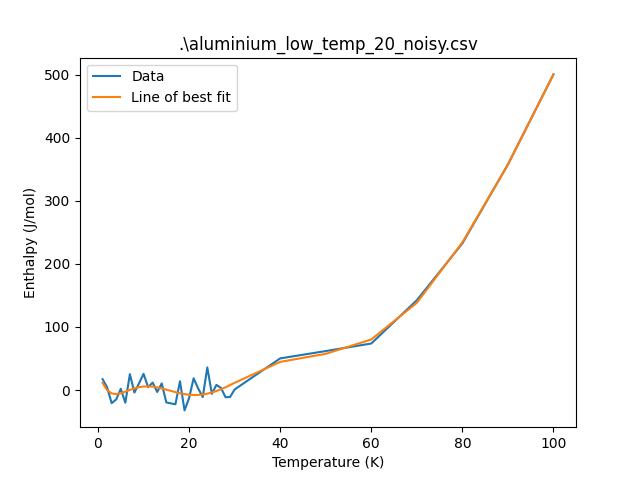 .\aluminium_low_temp_20_noisy.csv
Data
Line of best fit
Enthalpy (J/mol)
500
400
300
200
100
0
0 20 40 60 80 100
Temperature (K)